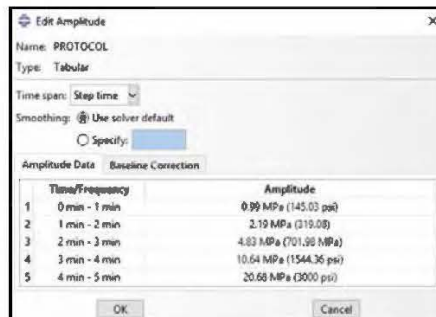 Edit Amplitude
Name: PROTOCOL
Type: Tabular
Time span: Step time
Smoothing: Use solver default
Specify:
Amplitude Data Baseline Correction
Time/Frequency Amplitude
1 0 min - 1 min 0.99 MPa (145.03 psi)
2 1 min - 2 min 2.19 MPa (319.08)
3 2 min - 3 min 4.83 MPa (701.98 MPa)
4 3 min - 4 min 10.64 MPa (1544.36 psi)
5 4 min - 5 min 20.68 MPa (3000 psi)
OK Cancel